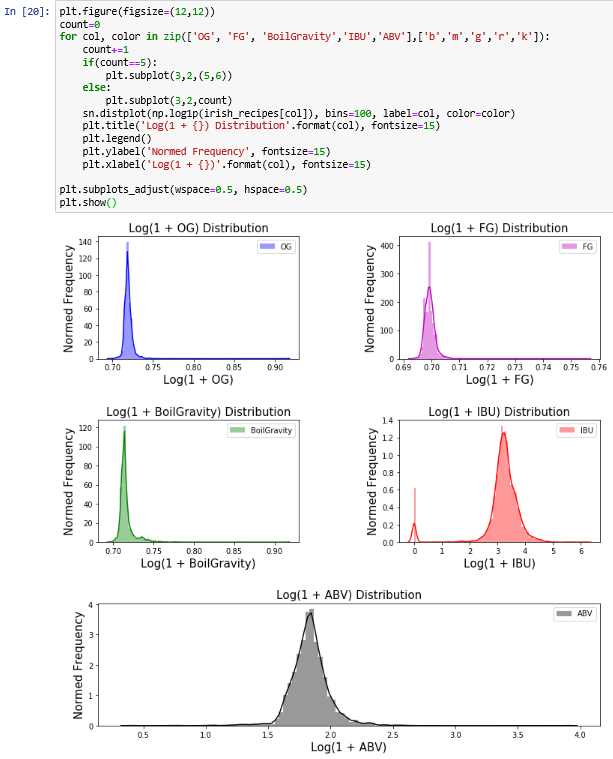 In [20]:
plt.figure(figsize=(12,12))
count=0
for col, color in zip(['OG', 'FG', 'BoilGravity','IBU','ABV'],['b','m','g','r','k']):
    count+=1
    if(count==5):
        plt.subplot(3,2,(5,6))
    else:
        plt.subplot(3,2,count)
    sn.distplot(np.log1p(irish_recipes[col]), bins=100, label=col, color=color)
    plt.title('Log(1 + {}) Distribution'.format(col), fontsize=15)
    plt.legend()
    plt.ylabel('Normed Frequency', fontsize=15)
    plt.xlabel('Log(1 + {})'.format(col), fontsize=15)
plt.subplots_adjust(wspace=0.5, hspace=0.5)
plt.show()
Log(1 + OG) Distribution
Normed Frequency
140
120
100
80
60
40
20
0
OG
0.70 0.75 0.80 0.85 0.90
Log(1 + OG)
Log(1 + FG) Distribution
Normed Frequency
400
300
200
100
0
FG
0.69 0.70 0.71 0.72 0.73 0.74 0.75 0.76
Log(1 + FG)
Log(1 + BoilGravity) Distribution
Normed Frequency
120
100
80
60
40
20
0
BoilGravity
0.70 0.75 0.80 0.85 0.90
Log(1 + BoilGravity)
Log(1 + IBU) Distribution
Normed Frequency
1.4
1.2
1.0
0.8
0.6
0.4
0.2
0.0
IBU
0 1 2 3 4 5 6
Log(1 + IBU)
Log(1 + ABV) Distribution
Normed Frequency
4
3
2
1
0
ABV
0.5 1.0 1.5 2.0 2.5 3.0 3.5 4.0
Log(1 + ABV)